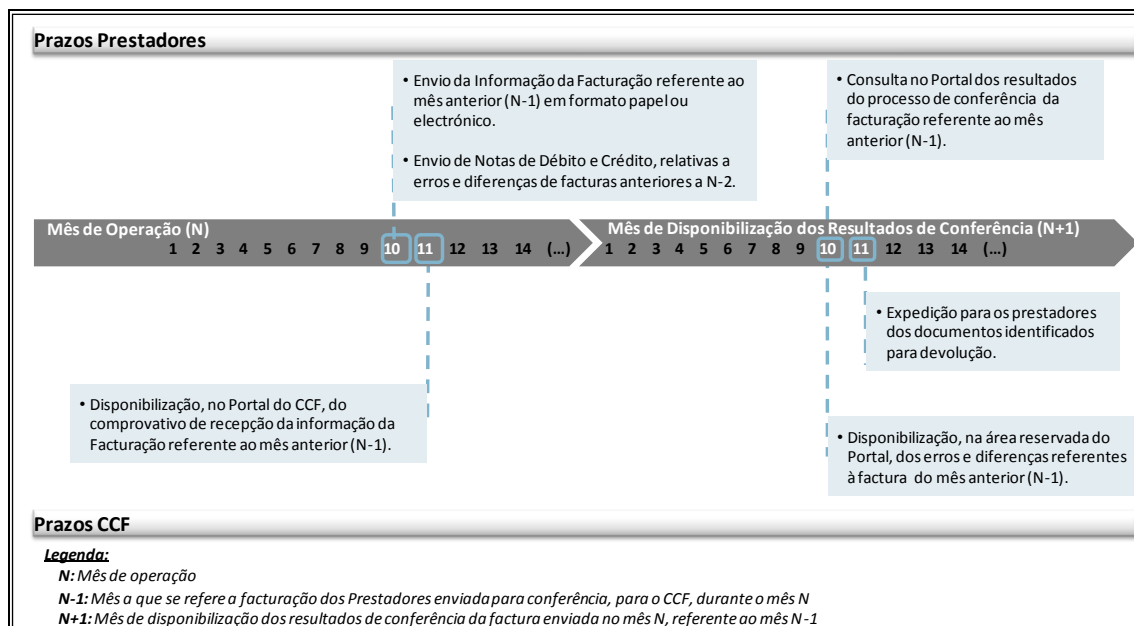 Prazos Prestadores
• Envio da Informação da Facturação referente ao
mês anterior (N-1) em formato papel ou
electrónico.
• Envio de Notas de Débito e Crédito, relativas a
erros e diferenças de facturas anteriores a N-2.
• Consulta no Portal dos resultados
do processo de conferência da
facturação referente ao mês
anterior (N-1).
Mês de Operação (N)
1 2 3 4 5 6 7 8 9 10 11 12 13 14 (...)
Mês de Disponibilização dos Resultados de Conferência (N+1)
1 2 3 4 5 6 7 8 9 10 11 12 13 14 (...)
• Expedição para os prestadores
dos documentos identificados
para devolução.
• Disponibilização, no Portal do CCF, do
comprovativo de recepção da informação da
Facturação referente ao mês anterior (N-1).
• Disponibilização, na área reservada do
Portal, dos erros e diferenças referentes
à factura do mês anterior (N-1).
Prazos CCF
Legenda:
N: Mês de operação
N-1: Mês a que se refere a facturação dos Prestadores enviada para conferência, para o CCF, durante o mês N
N+1: Mês de disponibilização dos resultados de conferência da factura enviada no mês N, referente ao mês N-1